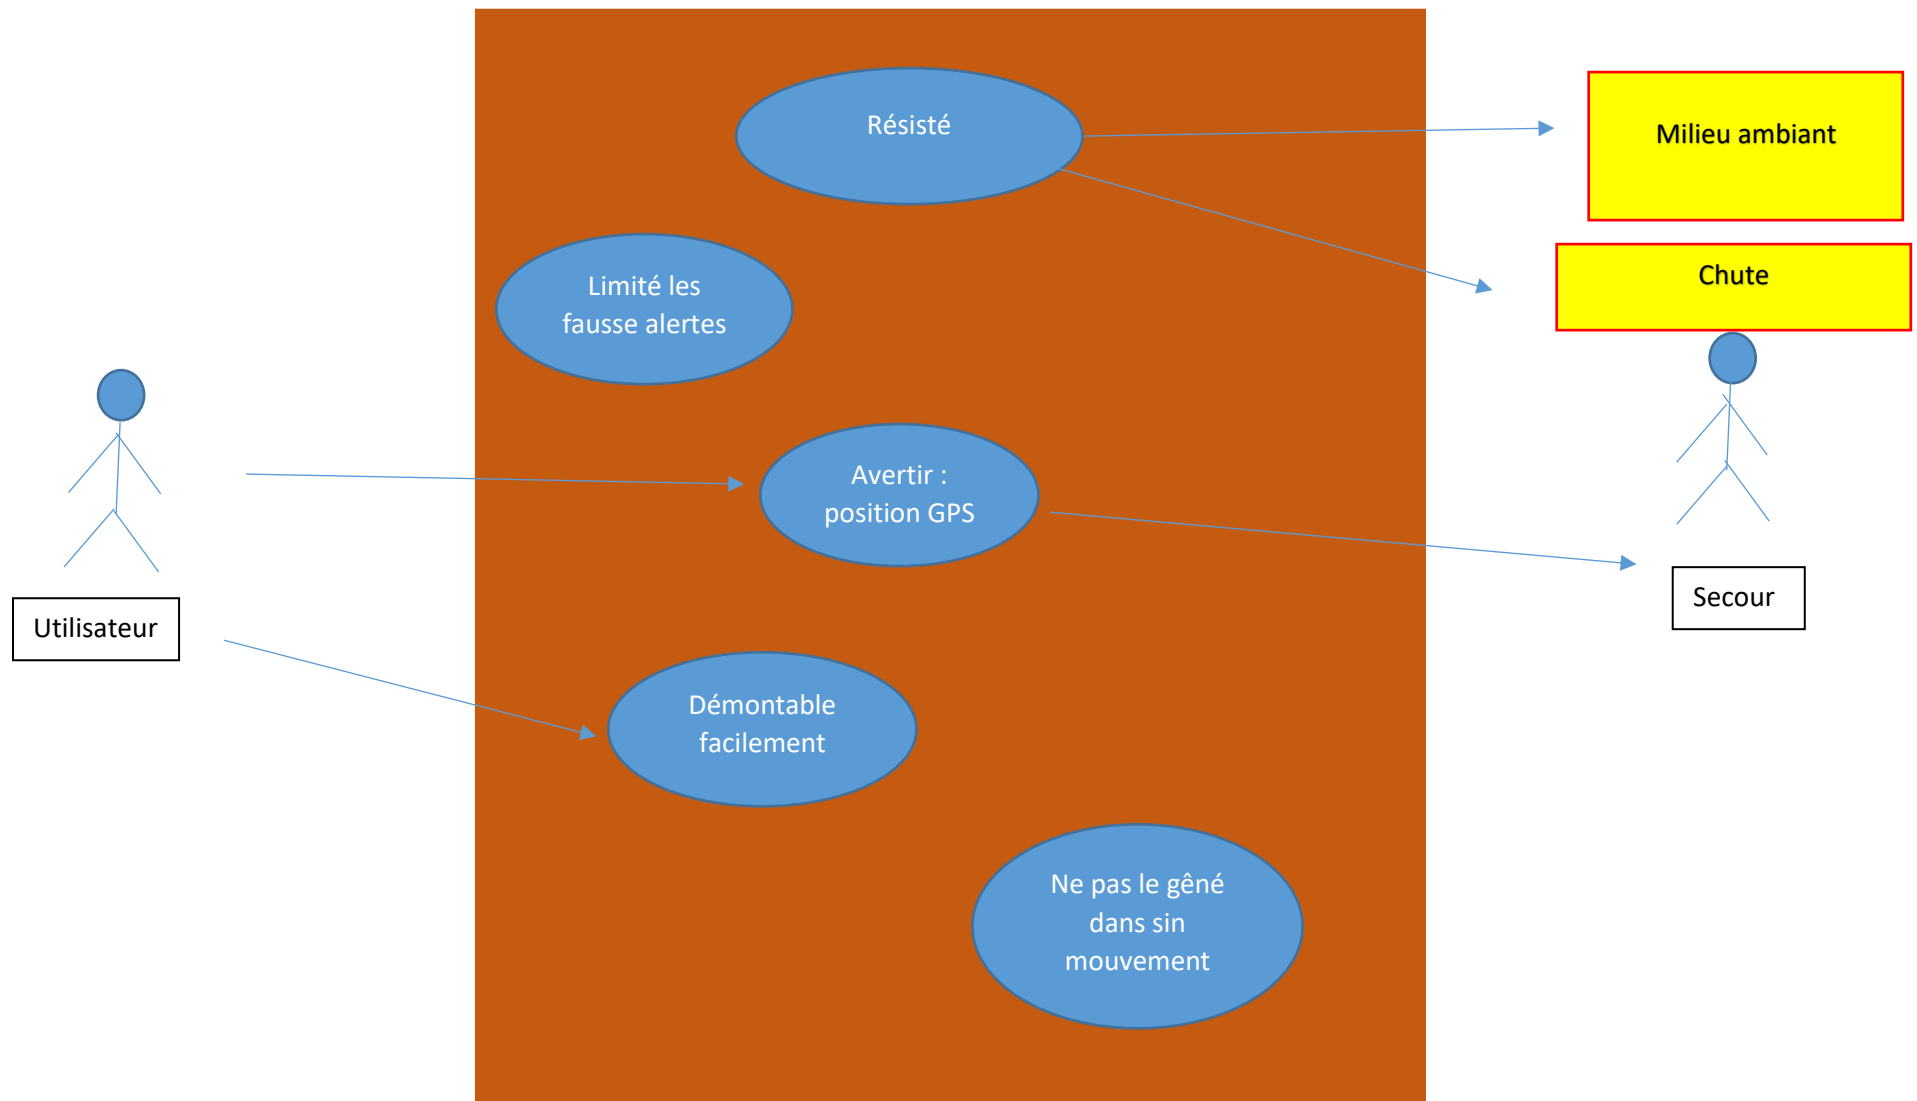 Résisté
Milieu ambiant
Chute
Limité les
fausse alertes
Avertir :
position GPS
Secour
Utilisateur
Démontable
facilement
Ne pas le gêné
dans sin
mouvement